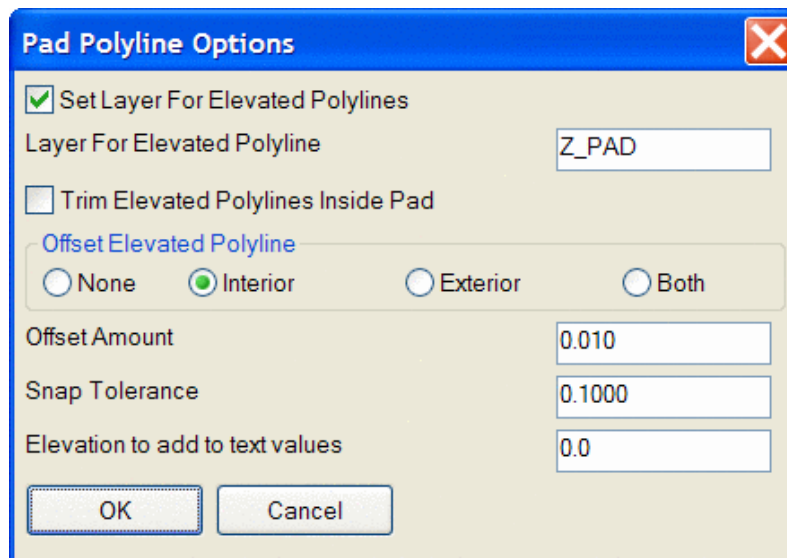 Pad Polyline Options
Set Layer For Elevated Polylines
Layer For Elevated Polyline Z_PAD
Trim Elevated Polylines Inside Pad
Offset Elevated Polyline
None Interior Exterior Both
Offset Amount 0.010
Snap Tolerance 0.1000
Elevation to add to text values 0.0
OK Cancel